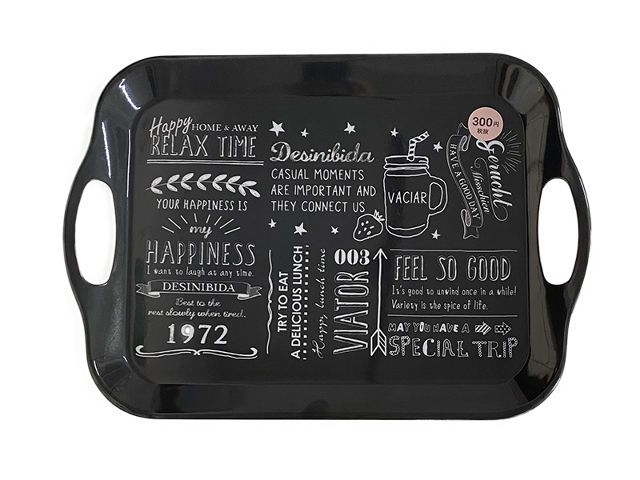 Happy HOME & AWAY
RELAX TIME
YOUR HAPPINESS IS
my
HAPPINESS
I want to laugh at any time.
DESINIBIDA
Best to the
rest slowly when tired.
1972
Desinibida
CASUAL MOMENTS
ARE IMPORTANT AND
THEY CONNECT US
TRY TO EAT
A DELICIOUS LUNCH
Happy lunch time
VIATOR
003
VACIAR
300円
税抜
Gerucht
Menschen
HAVE A GOOD DAY
FEEL SO GOOD
It's good to unwind once in a while!
Variety is the spice of life.
MAY YOU HAVE A
SPECIAL TRIP